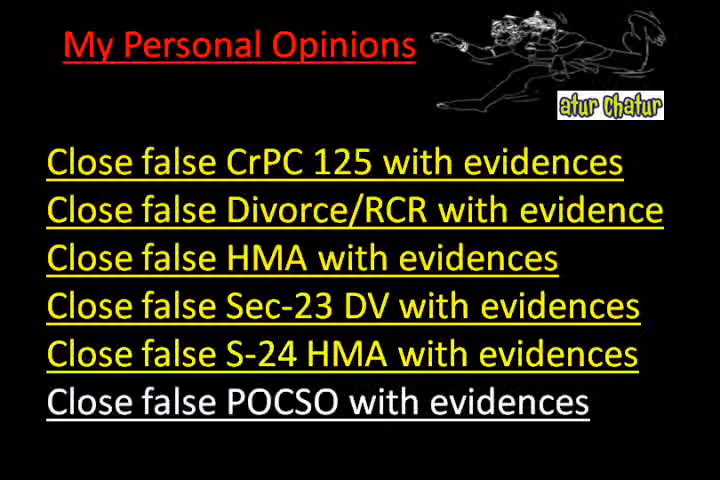 My Personal Opinions
atur Chatur
Close false CrPC 125 with evidences
Close false Divorce/RCR with evidence
Close false HMA with evidences
Close false Sec-23 DV with evidences
Close false S-24 HMA with evidences
Close false POCSO with evidences